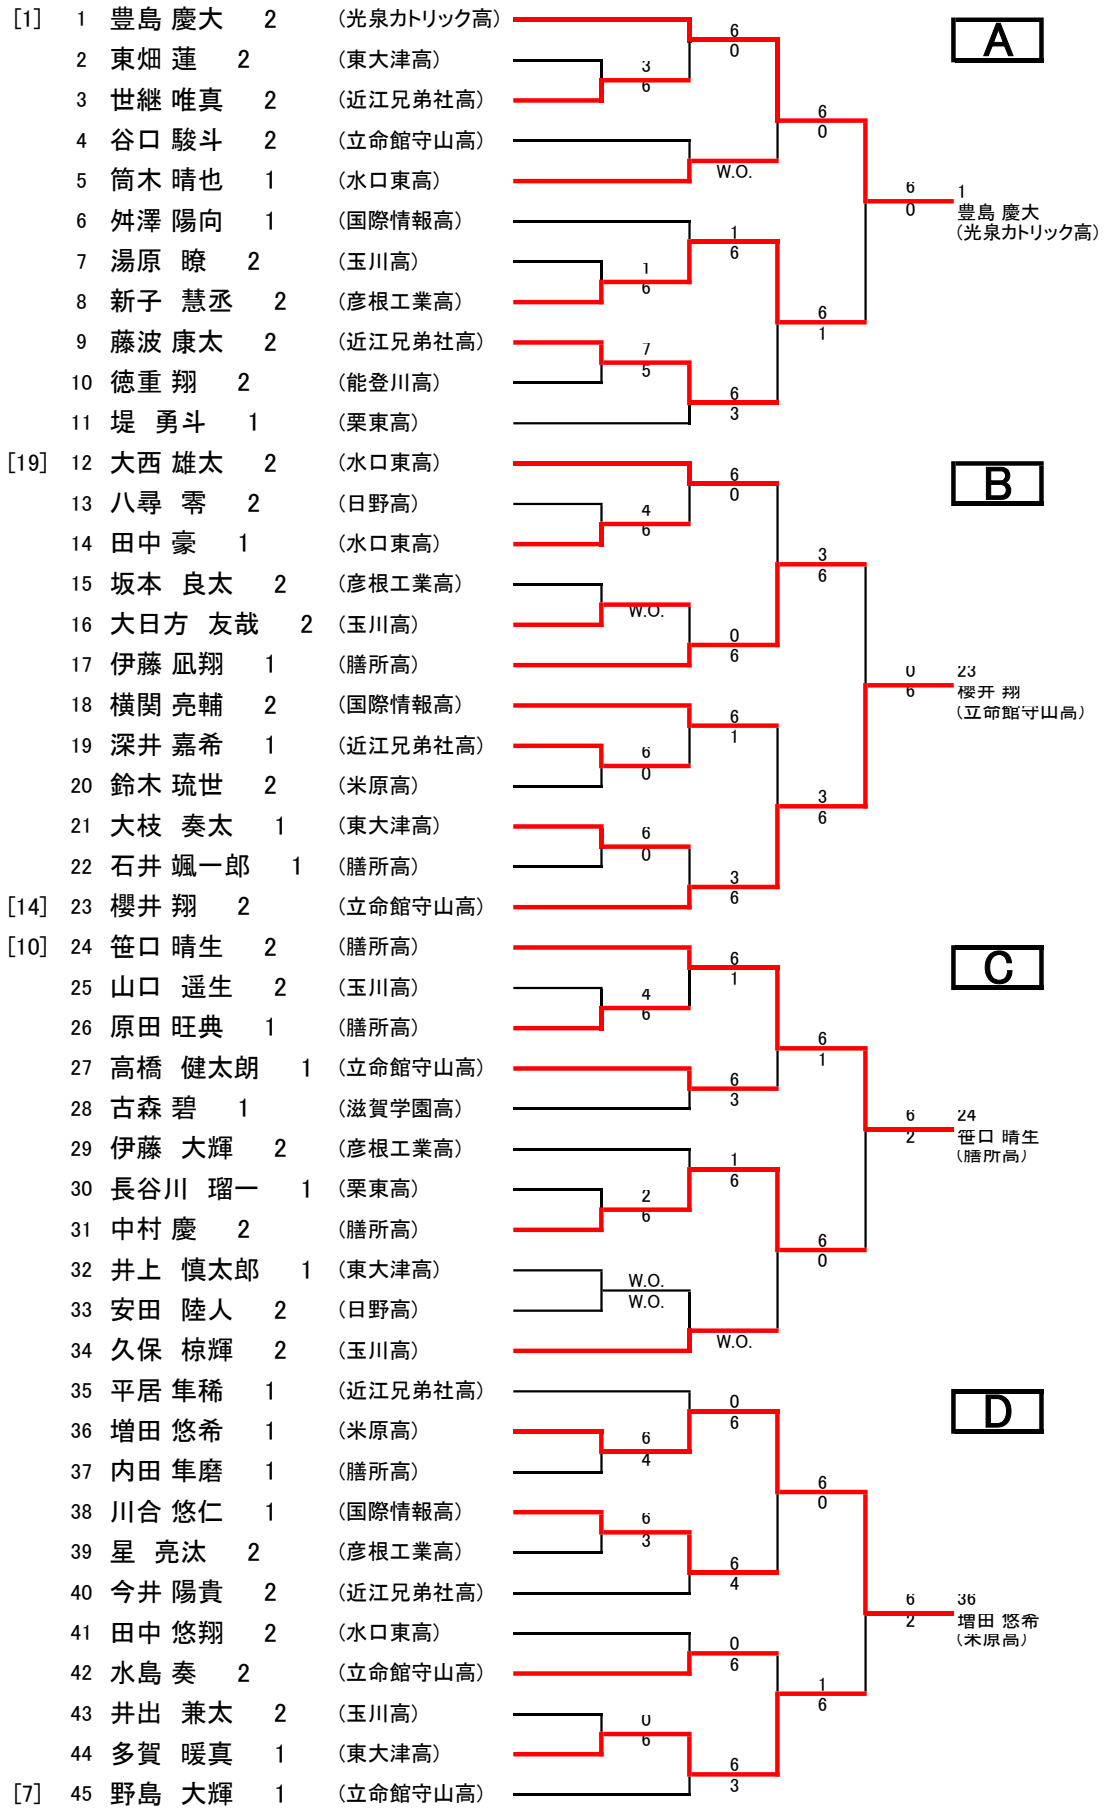 [1] 1 豊島 慶大 2 (光泉カトリック高)
6
0
A
2 東畑 蓮 2 (東大津高)
3
6
3 世継 唯真 2 (近江兄弟社高)
6
0
4 谷口 駿斗 2 (立命館守山高)
W.O.
5 筒木 晴也 1 (水口東高)
6
0
1
豊島 慶大
(光泉カトリック高)
6 舛澤 陽向 1 (国際情報高)
1
6
7 湯原 瞭 2 (玉川高)
1
6
8 新子 慧丞 2 (彦根工業高)
6
1
9 藤波 康太 2 (近江兄弟社高)
7
5
10 徳重 翔 2 (能登川高)
6
3
11 堤 勇斗 1 (栗東高)
[19] 12 大西 雄太 2 (水口東高)
6
0
B
13 八尋 零 2 (日野高)
4
6
14 田中 豪 1 (水口東高)
3
6
15 坂本 良太 2 (彦根工業高)
W.O.
16 大日方 友哉 2 (玉川高)
0
6
17 伊藤 凪翔 1 (膳所高)
0
6
23
櫻井 翔
(立命館守山高)
18 横関 亮輔 2 (国際情報高)
6
1
19 深井 嘉希 1 (近江兄弟社高)
6
0
20 鈴木 琉世 2 (米原高)
3
6
21 大枝 奏太 1 (東大津高)
6
0
22 石井 颯一郎 1 (膳所高)
3
6
[14] 23 櫻井 翔 2 (立命館守山高)
[10] 24 笹口 晴生 2 (膳所高)
6
1
C
25 山口 遥生 2 (玉川高)
4
6
26 原田 旺典 1 (膳所高)
6
1
27 高橋 健太朗 1 (立命館守山高)
6
3
28 古森 碧 1 (滋賀学園高)
6
2
24
笹口 晴生
(膳所高)
29 伊藤 大輝 2 (彦根工業高)
1
6
30 長谷川 瑠一 1 (栗東高)
2
6
31 中村 慶 2 (膳所高)
6
0
32 井上 慎太郎 1 (東大津高)
W.O.
W.O.
33 安田 陸人 2 (日野高)
W.O.
34 久保 椋輝 2 (玉川高)
35 平居 隼稀 1 (近江兄弟社高)
0
6
D
36 増田 悠希 1 (米原高)
6
4
37 内田 隼磨 1 (膳所高)
6
0
38 川合 悠仁 1 (国際情報高)
6
3
39 星 亮汰 2 (彦根工業高)
6
4
40 今井 陽貴 2 (近江兄弟社高)
6
2
36
増田 悠希
(米原高)
41 田中 悠翔 2 (水口東高)
0
6
42 水島 奏 2 (立命館守山高)
1
6
43 井出 兼太 2 (玉川高)
0
6
44 多賀 暖真 1 (東大津高)
6
3
[7] 45 野島 大輝 1 (立命館守山高)